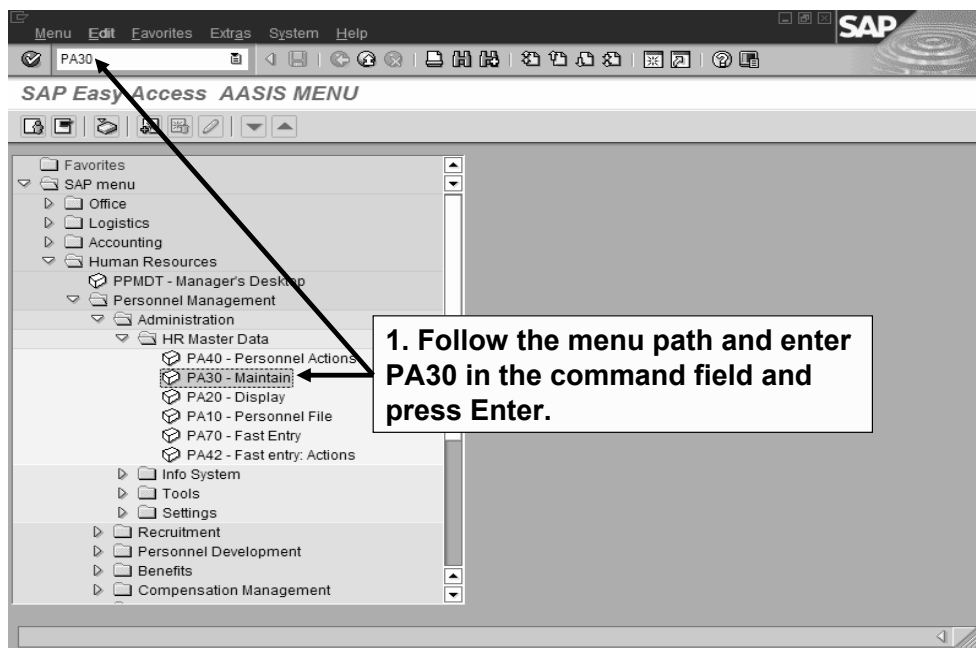 Menu Edit Favorites Extras System Help
SAP
PA30
SAP Easy Access AASIS MENU
Favorites
SAP menu
Office
Logistics
Accounting
Human Resources
PPMDT - Manager's Desktop
Personnel Management
Administration
HR Master Data
PA40 - Personnel Actions
PA30 - Maintain
PA20 - Display
PA10 - Personnel File
PA70 - Fast Entry
PA42 - Fast entry: Actions
Info System
Tools
Settings
Recruitment
Personnel Development
Benefits
Compensation Management
1. Follow the menu path and enter
PA30 in the command field and
press Enter.